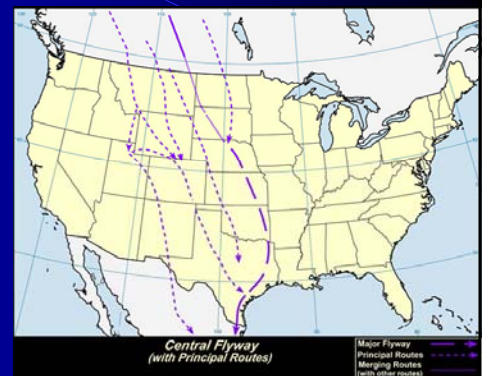 Central Flyway
(with Principal Routes)
Major Flyway
Principal Routes
Merging Routes
(with other routes)